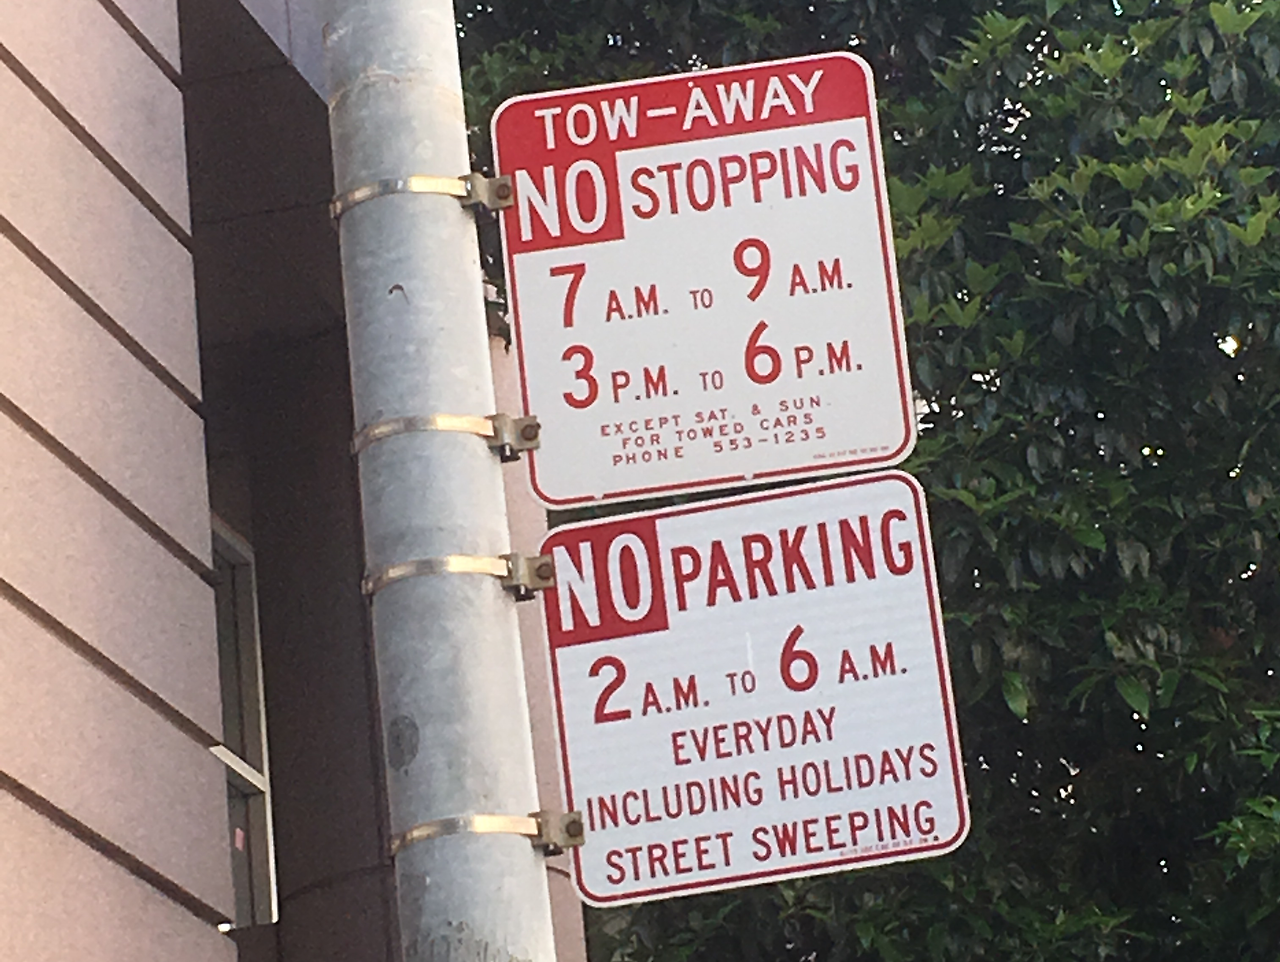 TOW-AWAY
NO STOPPING
7 A.M. TO 9 A.M.
3 P.M. TO 6 P.M.
EXCEPT SAT. & SUN.
FOR TOWED CARS
PHONE 553-1235
NO PARKING
2 A.M. TO 6 A.M.
EVERYDAY
INCLUDING HOLIDAYS
STREET SWEEPING